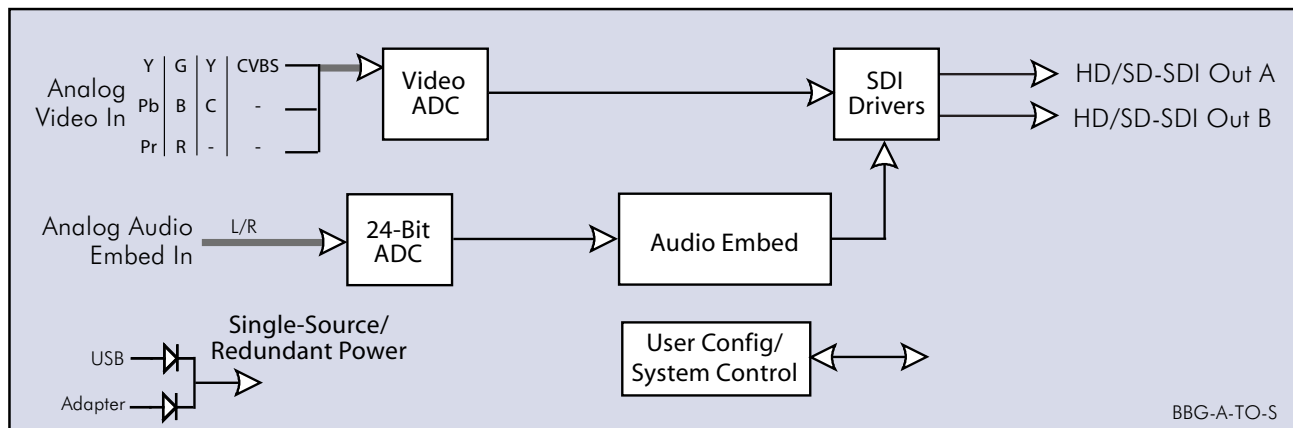 Analog
Video In
Y G Y CVBS
Pb B C -
Pr R - -
Video
ADC
SDI
Drivers
HD/SD-SDI Out A
HD/SD-SDI Out B
Analog Audio
Embed In
L/R
24-Bit
ADC
Audio Embed
Single-Source/
Redundant Power
USB
Adapter
User Config/
System Control
BBG-A-TO-S